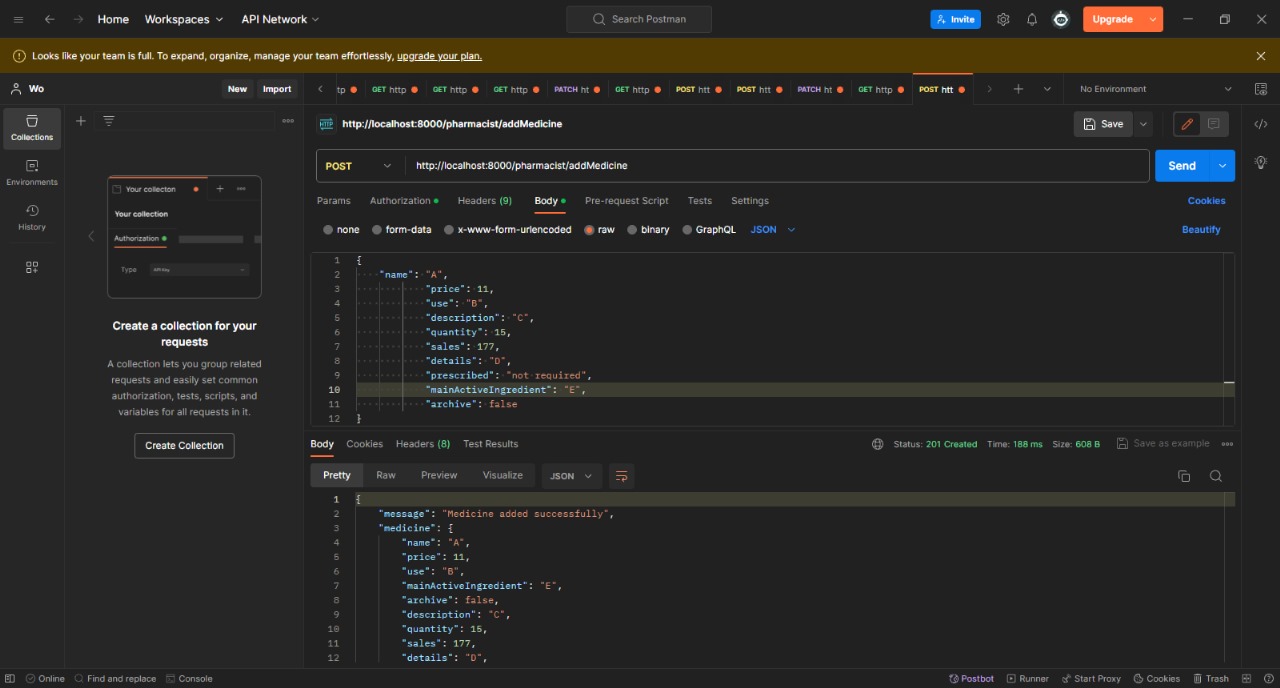 Home Workspaces API Network Search Postman Invite Upgrade
Looks like your team is full. To expand, organize, manage your team effortlessly, upgrade your plan.
Wo New Import
tp GET http GET http GET http PATCH ht GET http POST htt POST htt PATCH ht GET http POST htt No Environment
Collections
Environments
History
Your collection
Your collection
Authorization
Type API Key
Create a collection for your
requests
A collection lets you group related
requests and easily set common
authorization, tests, scripts, and
variables for all requests in it.
Create Collection
HTTP http://localhost:8000/pharmacist/addMedicine Save
POST http://localhost:8000/pharmacist/addMedicine Send
Params Authorization Headers (9) Body Pre-request Script Tests Settings Cookies
none form-data x-www-form-urlencoded raw binary GraphQL JSON Beautify
1 {
2 "name": "A",
3 "price": 11,
4 "use": "B",
5 "description": "C",
6 "quantity": 15,
7 "sales": 177,
8 "details": "D",
9 "prescribed": "not required",
10 "mainActiveIngredient": "E",
11 "archive": false
12 }
Body Cookies Headers (8) Test Results Status: 201 Created Time: 188 ms Size: 608 B Save as example
Pretty Raw Preview Visualize JSON
1 {
2 "message": "Medicine added successfully",
3 "medicine": {
4 "name": "A",
5 "price": 11,
6 "use": "B",
7 "mainActiveIngredient": "E",
8 "archive": false,
9 "description": "C",
10 "quantity": 15,
11 "sales": 177,
12 "details": "D",
Online Find and replace Console Postbot Runner Start Proxy Cookies Trash